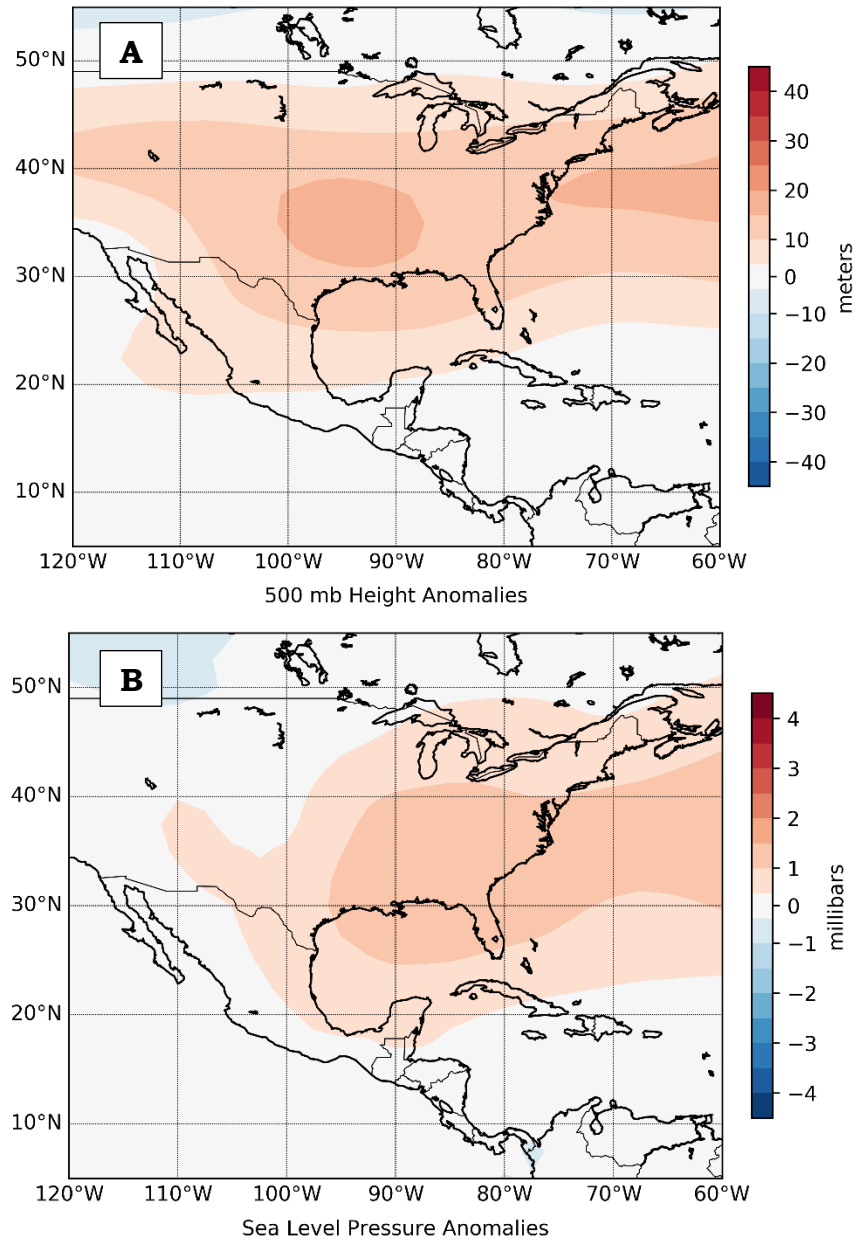 A
50°N
40°N
30°N
20°N
10°N
120°W 110°W 100°W 90°W 80°W 70°W 60°W
500 mb Height Anomalies
40
30
20
10
0
−10
−20
−30
−40
meters
B
50°N
40°N
30°N
20°N
10°N
120°W 110°W 100°W 90°W 80°W 70°W 60°W
Sea Level Pressure Anomalies
4
3
2
1
0
−1
−2
−3
−4
millibars